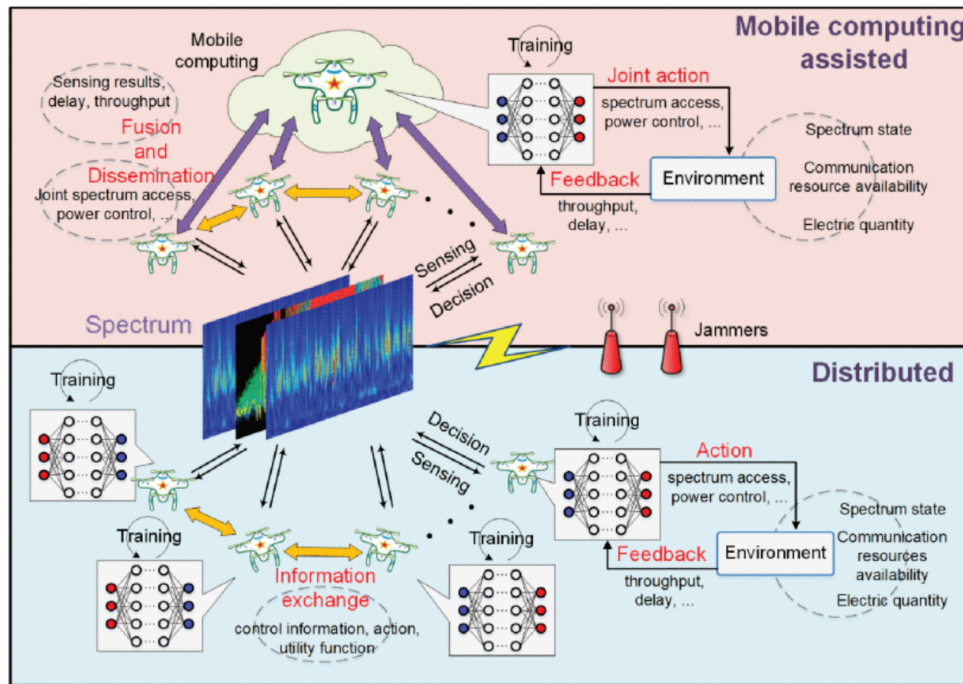 Mobile computing
assisted
Mobile
computing
Training
Sensing results,
delay, throughput
Fusion
and
Dissemination
Joint spectrum access,
power control, ...
Joint action
spectrum access,
power control, ...
Feedback
throughput,
delay, ...
Environment
Spectrum state
Communication
resource availability
Electric quantity
Sensing
Decision
Spectrum
Jammers
Distributed
Training
Decision
Sensing
Training
Action
spectrum access,
power control, ...
Feedback
throughput,
delay, ...
Environment
Spectrum state
Communication
resources
availability
Electric quantity
Training
Training
Information
exchange
control information, action,
utility function